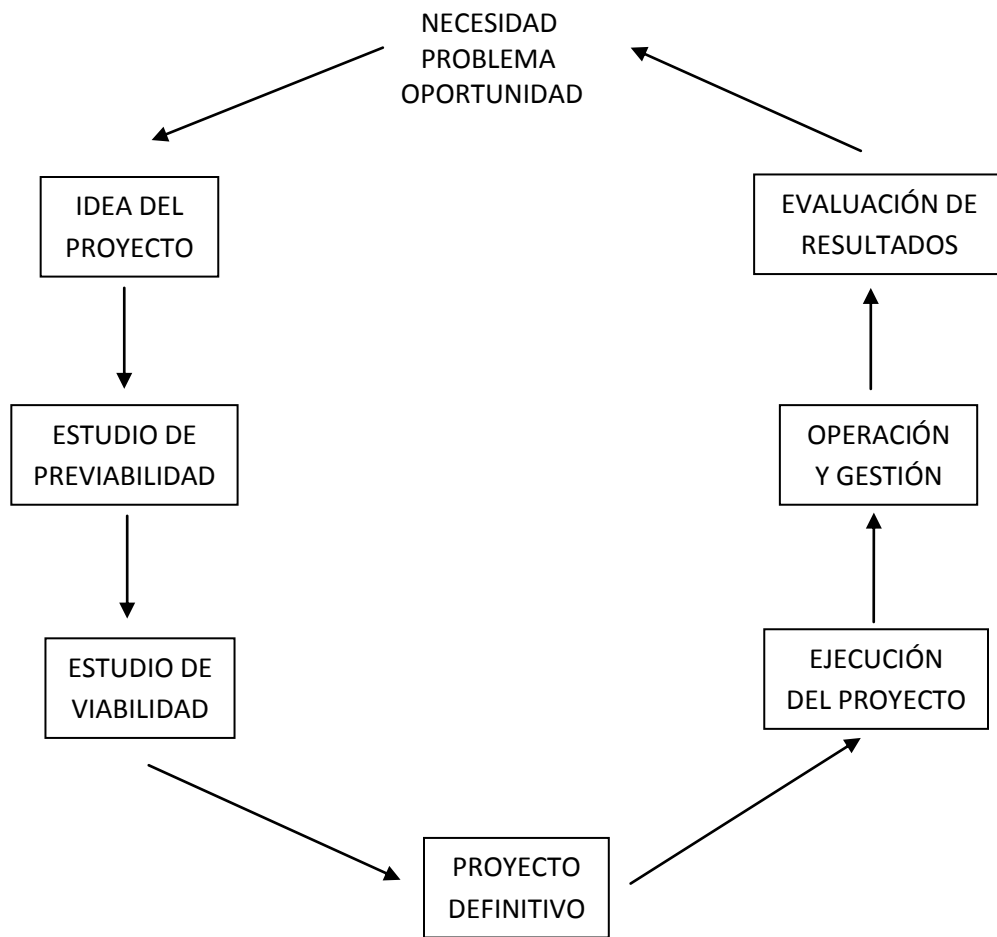 NECESIDAD
PROBLEMA
OPORTUNIDAD
IDEA DEL
PROYECTO
ESTUDIO DE
PREVIABILIDAD
ESTUDIO DE
VIABILIDAD
PROYECTO
DEFINITIVO
EJECUCIÓN
DEL PROYECTO
OPERACIÓN
Y GESTIÓN
EVALUACIÓN DE
RESULTADOS